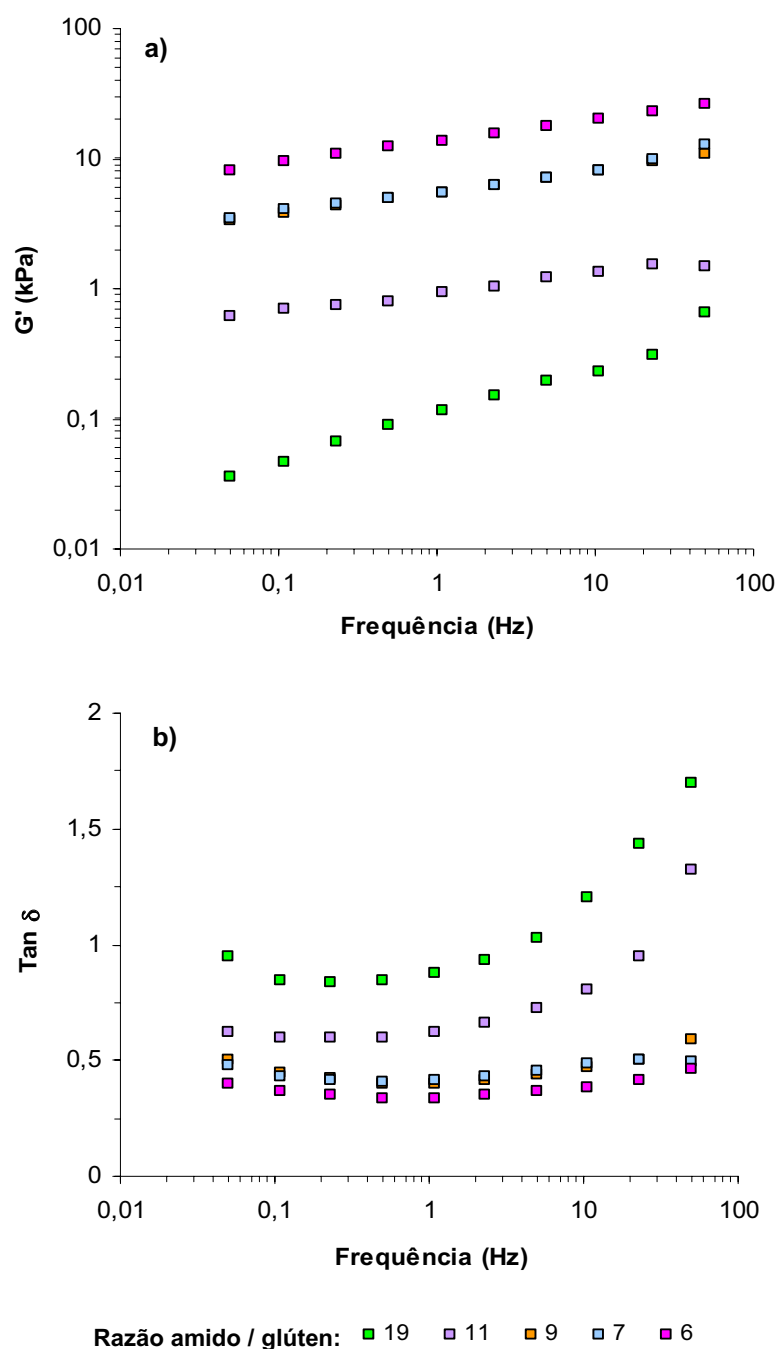 100
a)
10
G' (kPa)
1
0,1
0,01
0,01 0,1 1 10 100
Frequência (Hz)
2
b)
1,5
Tan δ
1
0,5
0
0,01 0,1 1 10 100
Frequência (Hz)
Razão amido / glúten: 19 11 9 7 6